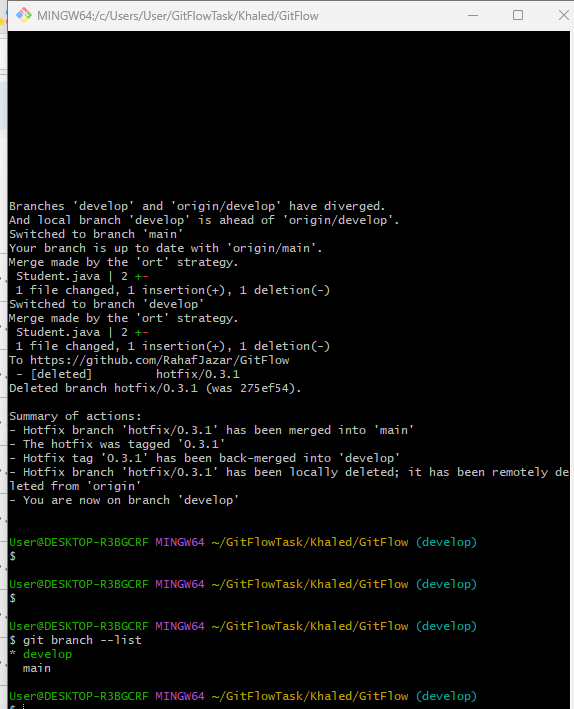 MINGW64:/c/Users/User/GitFlowTask/Khaled/GitFlow
Branches 'develop' and 'origin/develop' have diverged.
And local branch 'develop' is ahead of 'origin/develop'.
Switched to branch 'main'
Your branch is up to date with 'origin/main'.
Merge made by the 'ort' strategy.
 Student.java | 2 +-
 1 file changed, 1 insertion(+), 1 deletion(-)
Switched to branch 'develop'
Merge made by the 'ort' strategy.
 Student.java | 2 +-
 1 file changed, 1 insertion(+), 1 deletion(-)
To https://github.com/RahafJazar/GitFlow
 - [deleted]         hotfix/0.3.1
Deleted branch hotfix/0.3.1 (was 275ef54).
Summary of actions:
- Hotfix branch 'hotfix/0.3.1' has been merged into 'main'
- The hotfix was tagged '0.3.1'
- Hotfix tag '0.3.1' has been back-merged into 'develop'
- Hotfix branch 'hotfix/0.3.1' has been locally deleted; it has been remotely de
leted from 'origin'
- You are now on branch 'develop'
User@DESKTOP-R3BGCRF MINGW64 ~/GitFlowTask/Khaled/GitFlow (develop)
$
User@DESKTOP-R3BGCRF MINGW64 ~/GitFlowTask/Khaled/GitFlow (develop)
$
User@DESKTOP-R3BGCRF MINGW64 ~/GitFlowTask/Khaled/GitFlow (develop)
$ git branch --list
* develop
  main
User@DESKTOP-R3BGCRF MINGW64 ~/GitFlowTask/Khaled/GitFlow (develop)
$